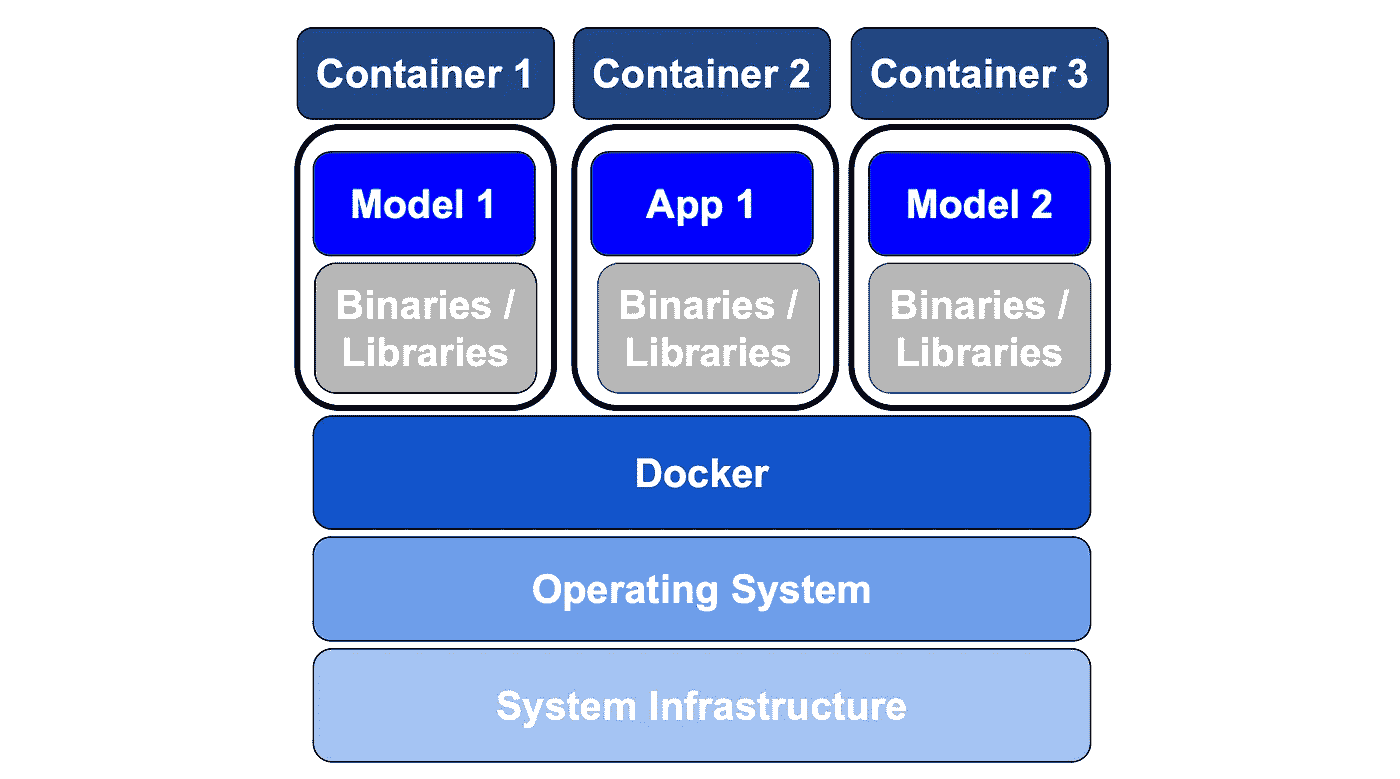 Container 1
Container 2
Container 3
Model 1
App 1
Model 2
Binaries /
Libraries
Binaries /
Libraries
Binaries /
Libraries
Docker
Operating System
System Infrastructure